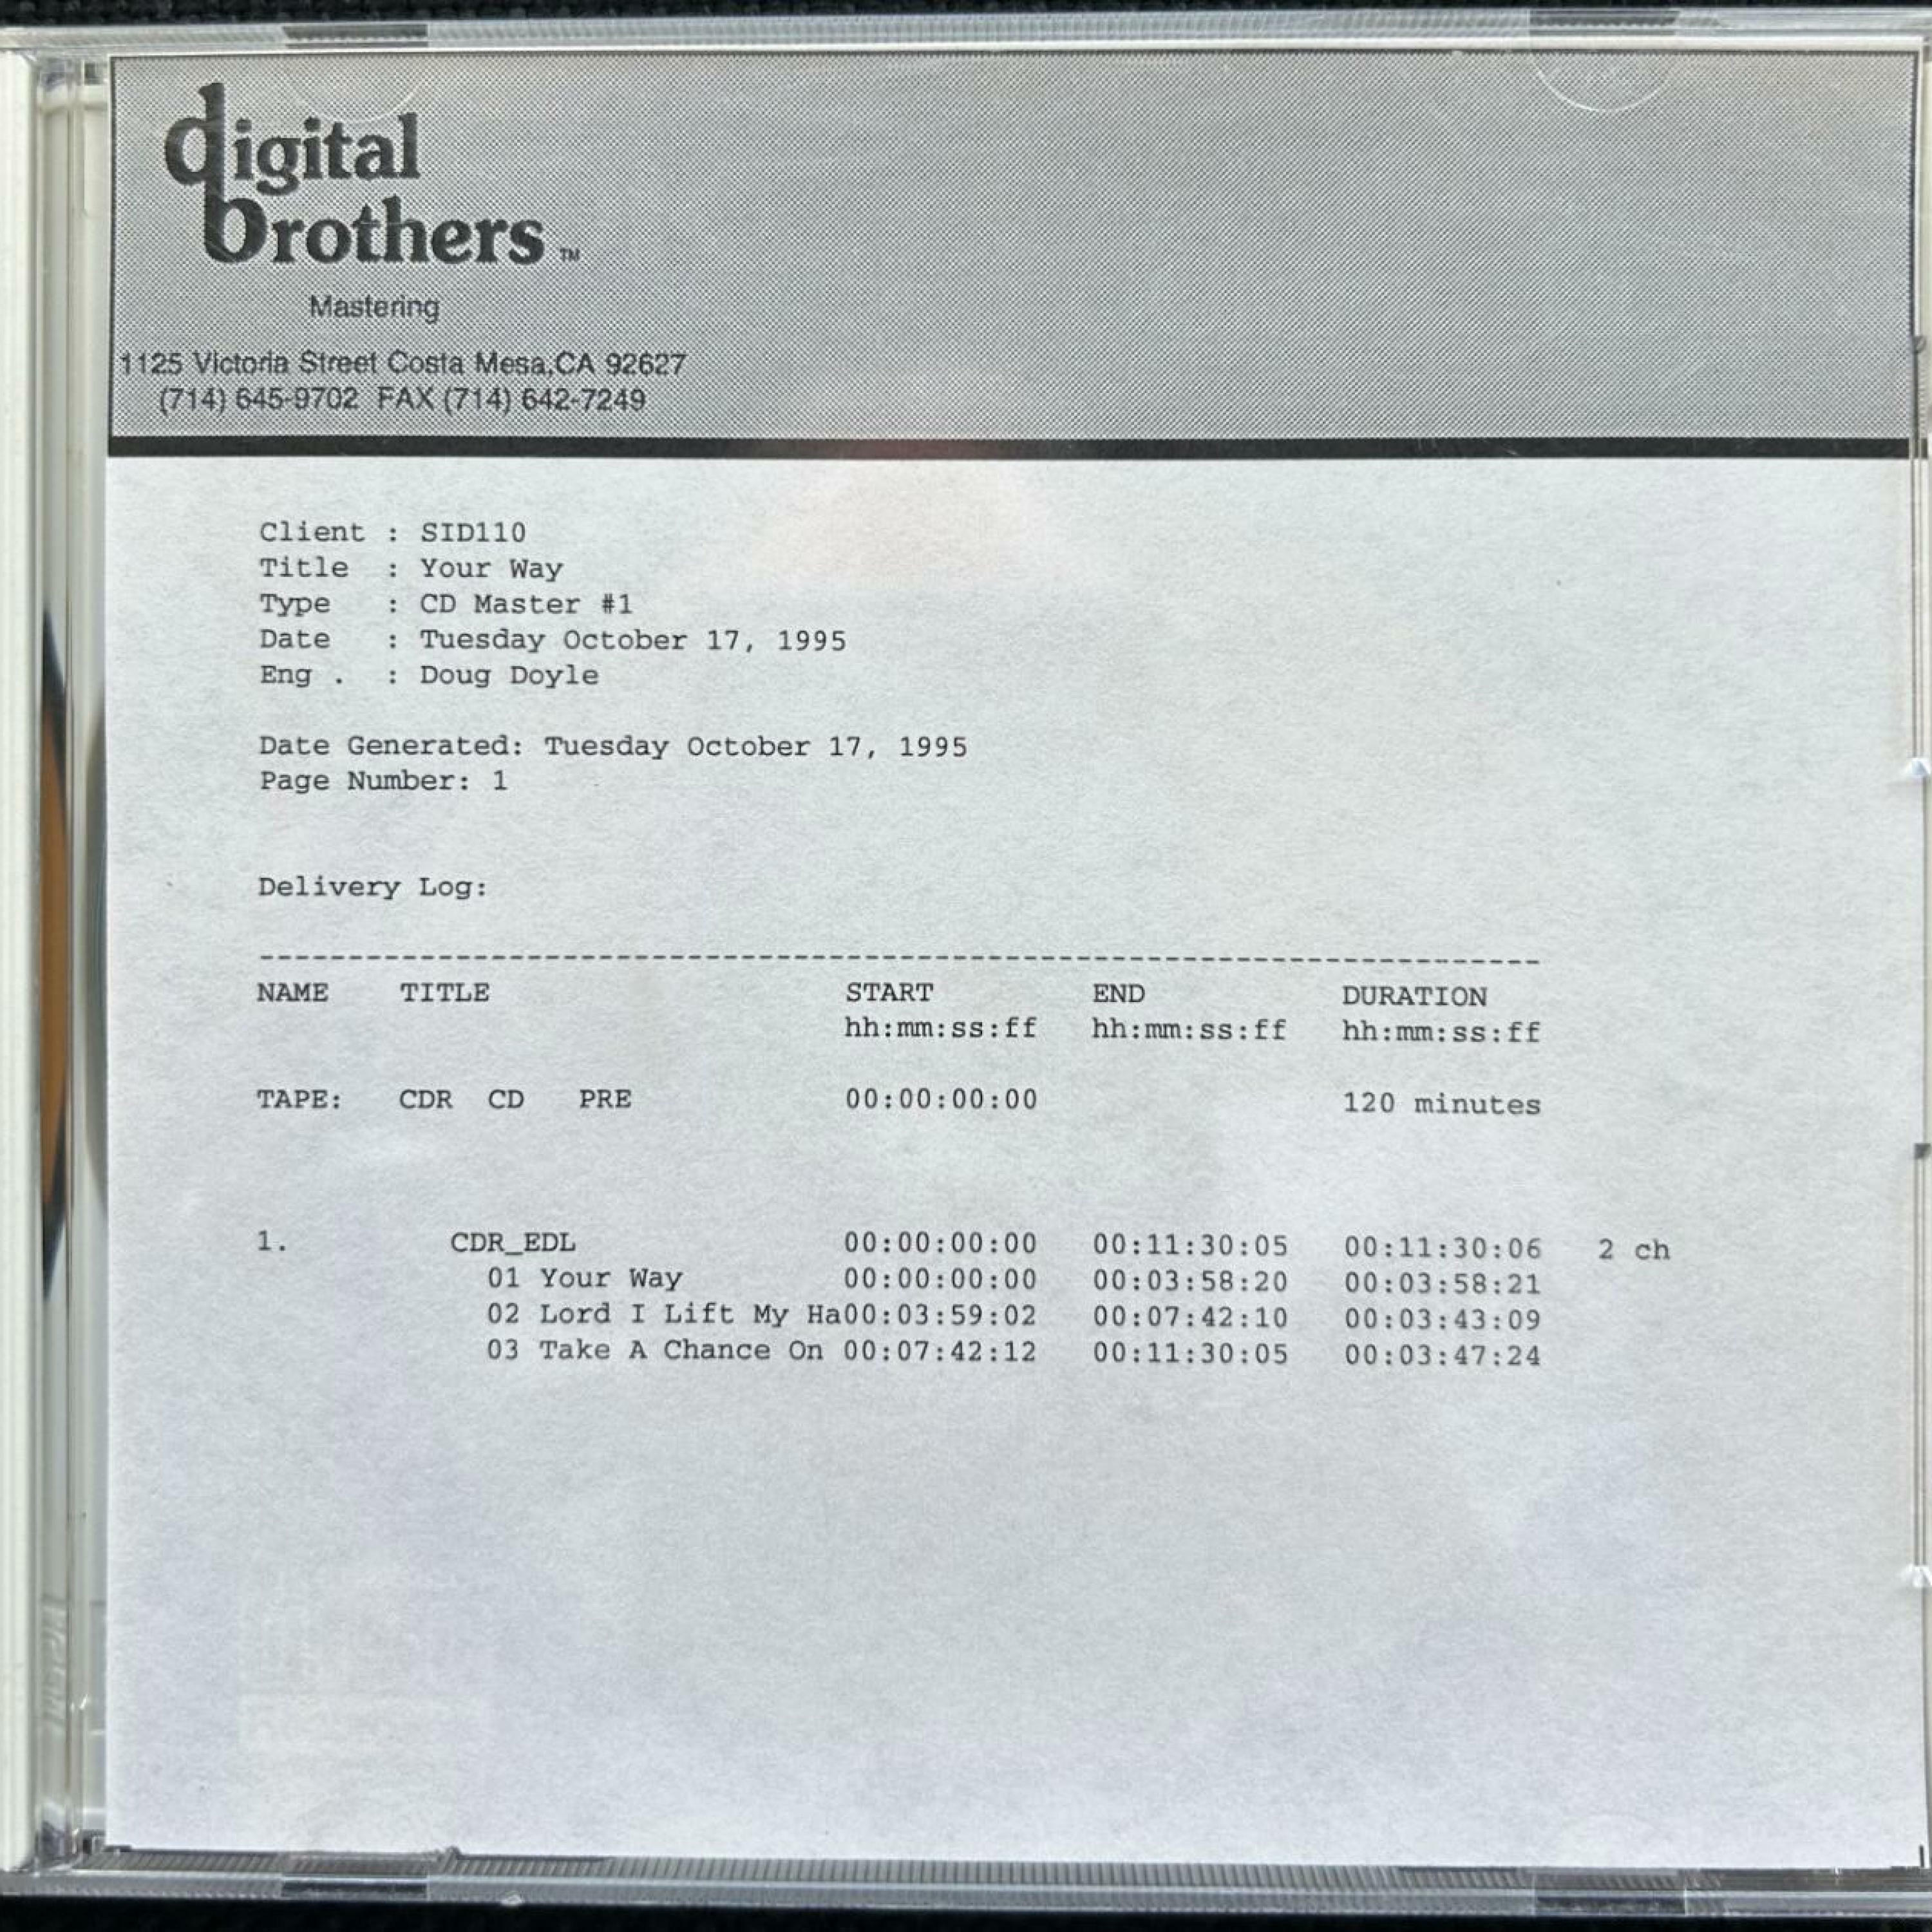 digital
brothers™
Mastering
1125 Victoria Street Costa Mesa,CA 92627
(714) 645-9702 FAX (714) 642-7249
Client : SID110
Title : Your Way
Type : CD Master #1
Date : Tuesday October 17, 1995
Eng . : Doug Doyle
Date Generated: Tuesday October 17, 1995
Page Number: 1
Delivery Log:
--------------------------------------------------------------------------------
NAME TITLE START END DURATION
hh:mm:ss:ff hh:mm:ss:ff hh:mm:ss:ff
TAPE: CDR CD PRE 00:00:00:00 120 minutes
1. CDR_EDL 00:00:00:00 00:11:30:05 00:11:30:06 2 ch
01 Your Way 00:00:00:00 00:03:58:20 00:03:58:21
02 Lord I Lift My Ha00:03:59:02 00:07:42:10 00:03:43:09
03 Take A Chance On 00:07:42:12 00:11:30:05 00:03:47:24